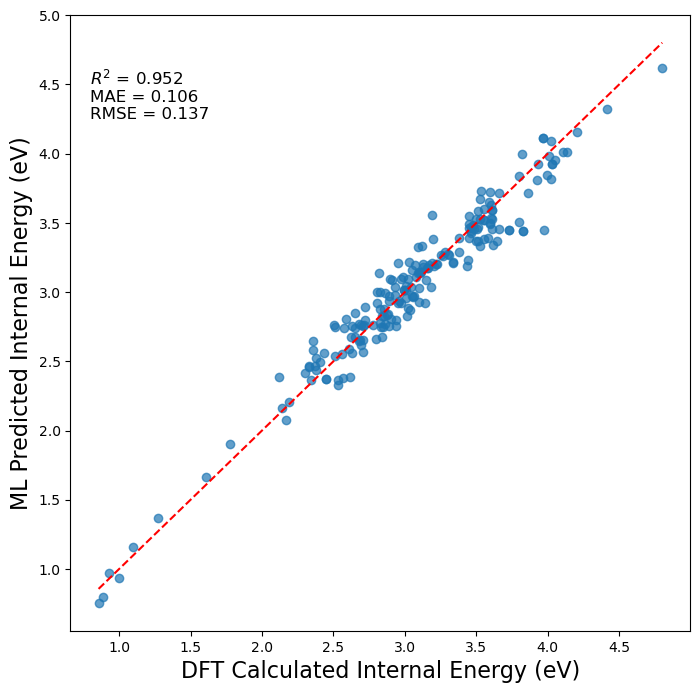 5.0
4.5
4.0
3.5
3.0
2.5
2.0
1.5
1.0
ML Predicted Internal Energy (eV)
R² = 0.952
MAE = 0.106
RMSE = 0.137
1.0 1.5 2.0 2.5 3.0 3.5 4.0 4.5
DFT Calculated Internal Energy (eV)